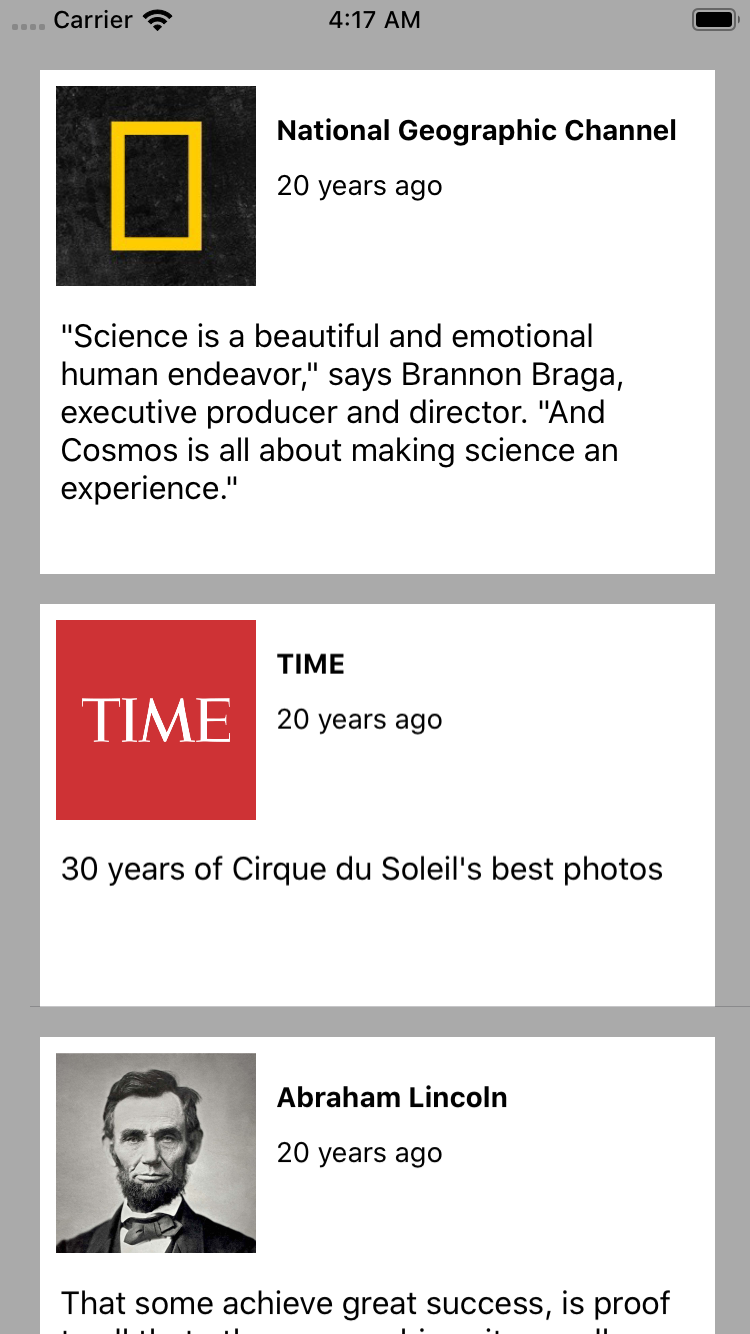 Carrier 4:17 AM
National Geographic Channel
20 years ago
"Science is a beautiful and emotional
human endeavor," says Brannon Braga,
executive producer and director. "And
Cosmos is all about making science an
experience."
TIME
TIME
20 years ago
30 years of Cirque du Soleil's best photos
Abraham Lincoln
20 years ago
That some achieve great success, is proof